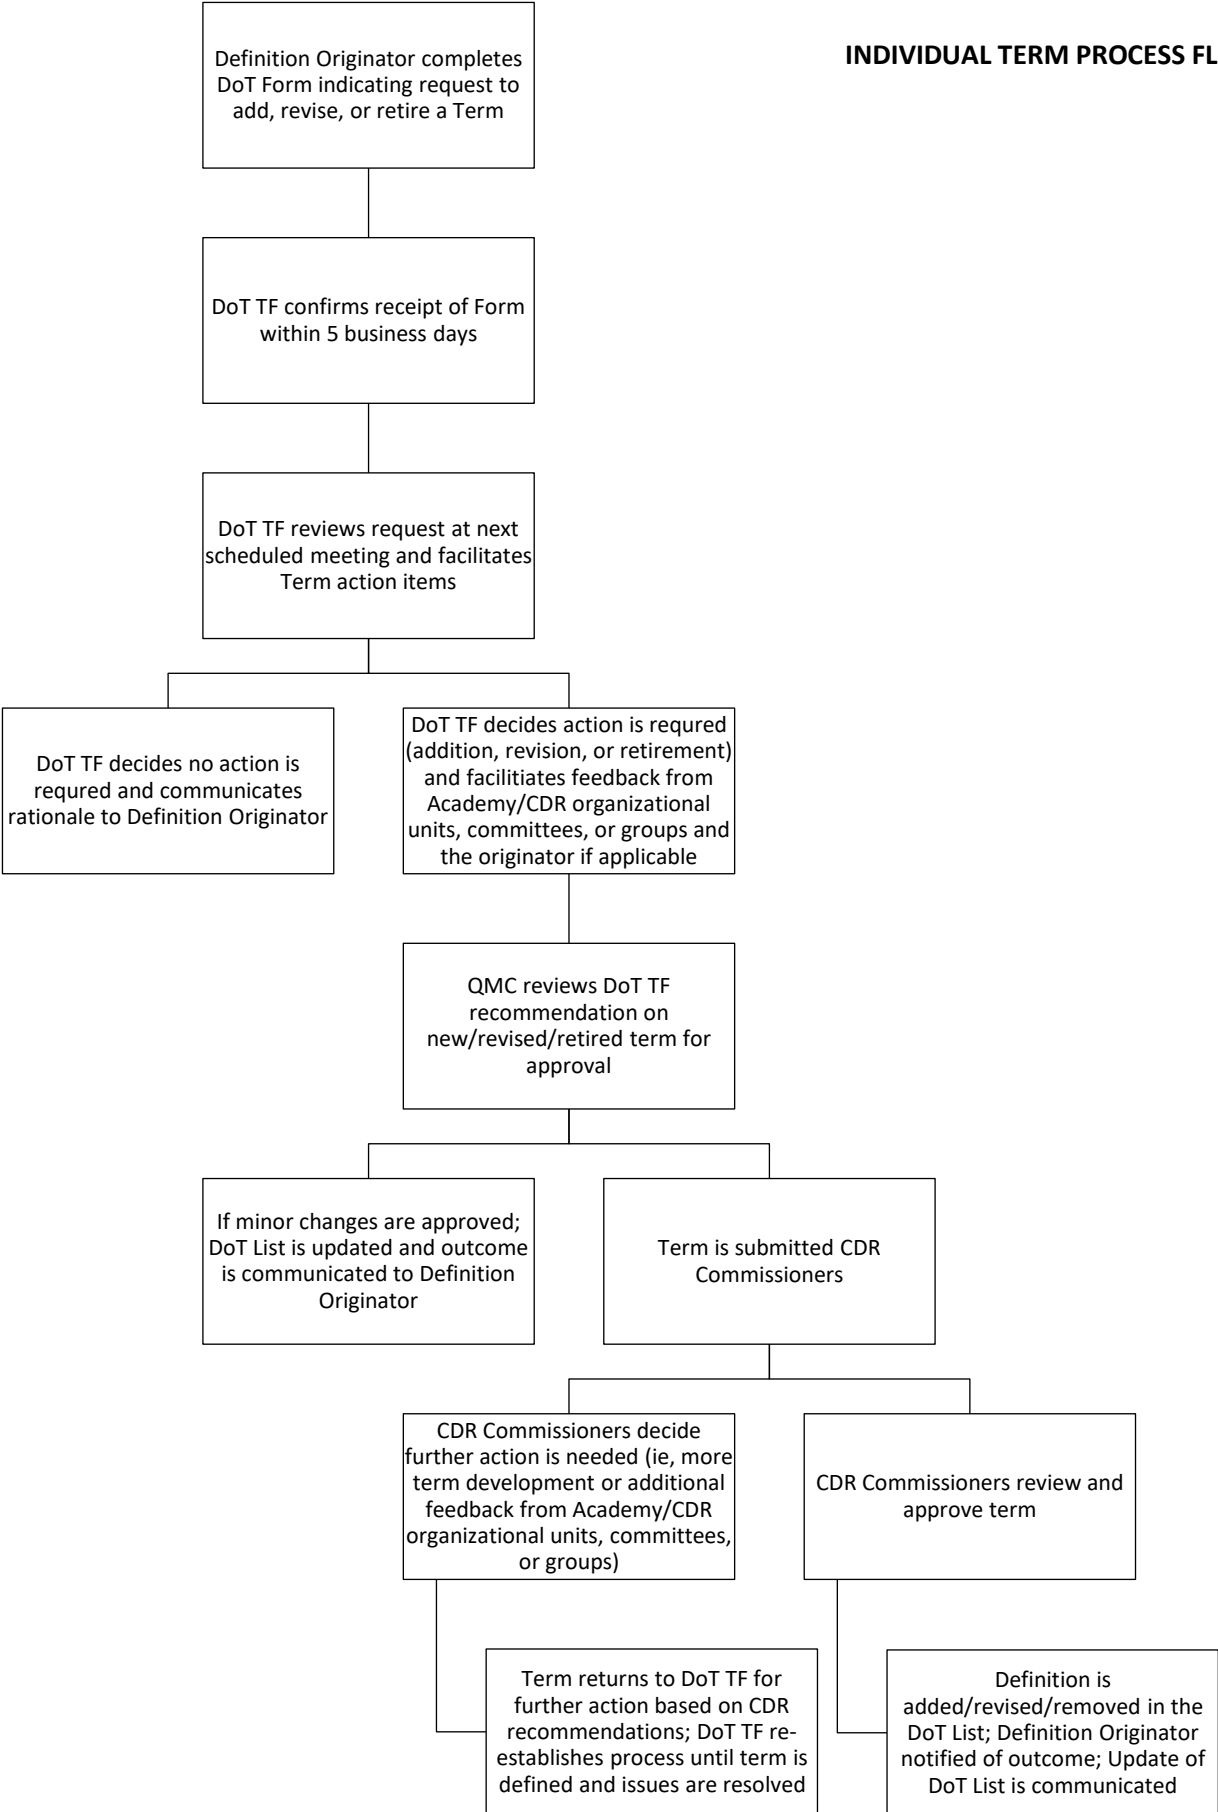 INDIVIDUAL TERM PROCESS FL
Definition Originator completes
DoT Form indicating request to
add, revise, or retire a Term
DoT TF confirms receipt of Form
within 5 business days
DoT TF reviews request at next
scheduled meeting and facilitates
Term action items
DoT TF decides no action is
requred and communicates
rationale to Definition Originator
DoT TF decides action is requred
(addition, revision, or retirement)
and facilitiates feedback from
Academy/CDR organizational
units, committees, or groups and
the originator if applicable
QMC reviews DoT TF
recommendation on
new/revised/retired term for
approval
If minor changes are approved;
DoT List is updated and outcome
is communicated to Definition
Originator
Term is submitted CDR
Commissioners
CDR Commissioners decide
further action is needed (ie, more
term development or additional
feedback from Academy/CDR
organizational units, committees,
or groups)
CDR Commissioners review and
approve term
Term returns to DoT TF for
further action based on CDR
recommendations; DoT TF re-
establishes process until term is
defined and issues are resolved
Definition is
added/revised/removed in the
DoT List; Definition Originator
notified of outcome; Update of
DoT List is communicated